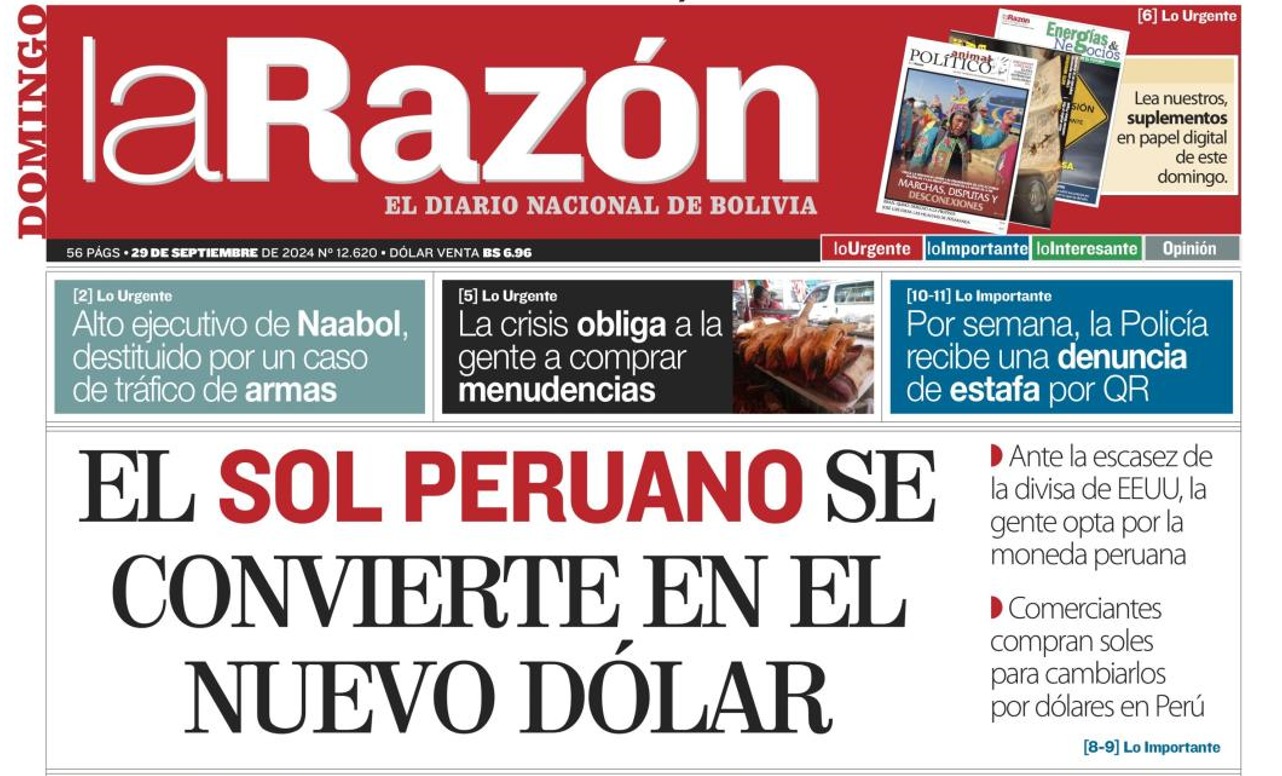 DOMINGO
laRazón
EL DIARIO NACIONAL DE BOLIVIA
[6] Lo Urgente
laRazón
Energías &
Negocios
animal
POLÍTICO
MARCHAS, DISPUTAS Y
DESCONEXIONES
Lea nuestros,
suplementos
en papel digital
de este
domingo.
56 PÁGS • 29 DE SEPTIEMBRE DE 2024 Nº 12.620 • DÓLAR VENTA BS 6.96
loUrgente
loImportante
loInteresante
Opinión
[2] Lo Urgente
Alto ejecutivo de Naabol,
destituido por un caso
de tráfico de armas
[5] Lo Urgente
La crisis obliga a la
gente a comprar
menudencias
[10-11] Lo Importante
Por semana, la Policía
recibe una denuncia
de estafa por QR
EL SOL PERUANO SE
CONVIERTE EN EL
NUEVO DÓLAR
Ante la escasez de
la divisa de EEUU, la
gente opta por la
moneda peruana
Comerciantes
compran soles
para cambiarlos
por dólares en Perú
[8-9] Lo Importante